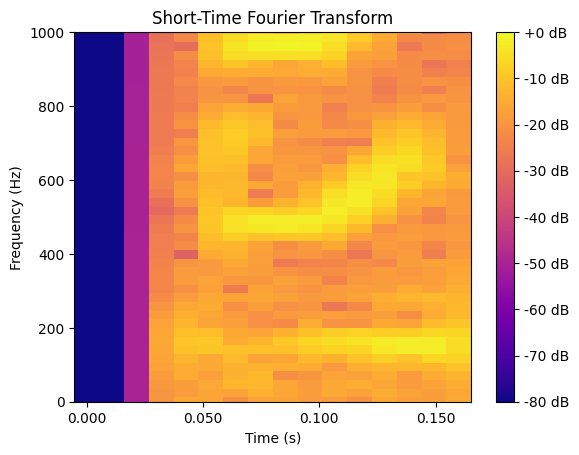 Short-Time Fourier Transform
1000
800
600
400
200
0
Frequency (Hz)
0.000
0.050
0.100
0.150
Time (s)
+0 dB
-10 dB
-20 dB
-30 dB
-40 dB
-50 dB
-60 dB
-70 dB
-80 dB